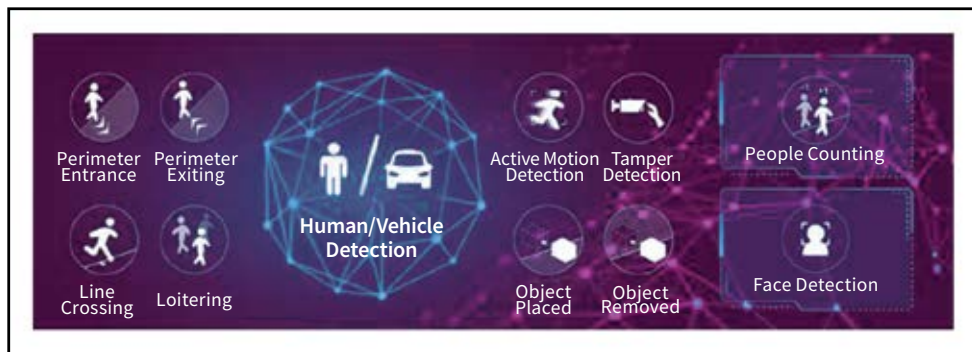 Perimeter
Entrance
Perimeter
Exiting
Line
Crossing
Loitering
Human/Vehicle
Detection
Active Motion
Detection
Tamper
Detection
Object
Placed
Object
Removed
People Counting
Face Detection